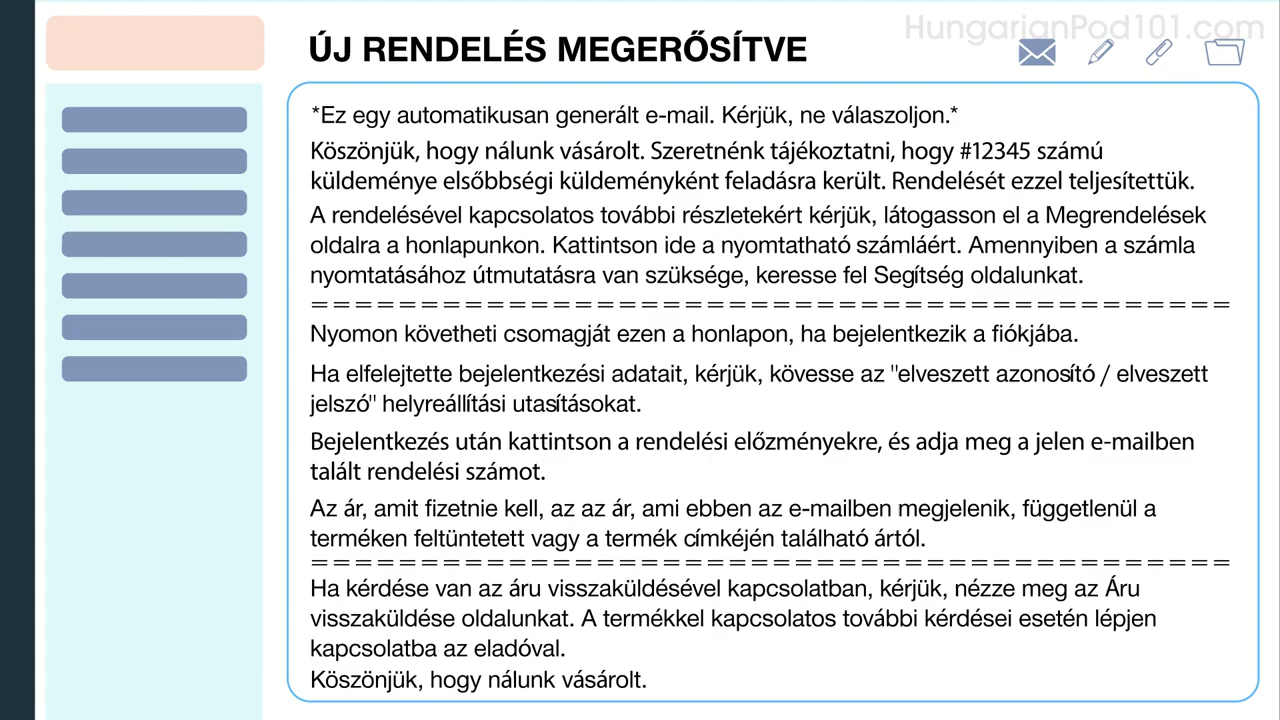 HungarianPod101.com
ÚJ RENDELÉS MEGERŐSÍTVE
*Ez egy automatikusan generált e-mail. Kérjük, ne válaszoljon.*
Köszönjük, hogy nálunk vásárolt. Szeretnénk tájékoztatni, hogy #12345 számú
küldeménye elsőbbségi küldeményként feladásra került. Rendelését ezzel teljesítettük.
A rendelésével kapcsolatos további részletekért kérjük, látogasson el a Megrendelések
oldalra a honlapunkon. Kattintson ide a nyomtatható számláért. Amennyiben a számla
nyomtatásához útmutatásra van szüksége, keresse fel Segítség oldalunkat.
= = = = = = = = = = = = = = = = = = = = = = = = = = = = = = = = = = = = = = =
Nyomon követheti csomagját ezen a honlapon, ha bejelentkezik a fiókjába.
Ha elfelejtette bejelentkezési adatait, kérjük, kövesse az "elveszett azonosító / elveszett
jelszó" helyreállítási utasításokat.
Bejelentkezés után kattintson a rendelési előzményekre, és adja meg a jelen e-mailben
talált rendelési számot.
Az ár, amit fizetnie kell, az az ár, ami ebben az e-mailben megjelenik, függetlenül a
terméken feltüntetett vagy a termék címkéjén található ártól.
= = = = = = = = = = = = = = = = = = = = = = = = = = = = = = = = = = = = = = =
Ha kérdése van az áru visszaküldésével kapcsolatban, kérjük, nézze meg az Áru
visszaküldése oldalunkat. A termékkel kapcsolatos további kérdései esetén lépjen
kapcsolatba az eladóval.
Köszönjük, hogy nálunk vásárolt.